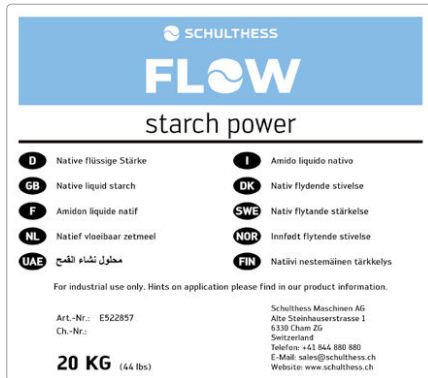 SCHULTHESS
FLOW
starch power
D Native flüssige Stärke
GB Native liquid starch
F Amidon liquide natif
NL Natief vloeibaar zetmeel
UAE محلول نشاء القمح
I Amido liquido nativo
DK Nativ flydende stivelse
SWE Nativ flytande stärkelse
NOR Innfødt flytende stivelse
FIN Natiivi nestemäinen tärkkelys
For industrial use only. Hints on application please find in our product information.
Art.-Nr.: E522857
Ch.-Nr.:
20 KG (44 lbs)
Schulthess Maschinen AG
Alte Steinhauserstrasse 1
6330 Cham ZG
Switzerland
Telefon: +41 844 880 880
E-Mail: sales@schulthess.ch
Website: www.schulthess.ch